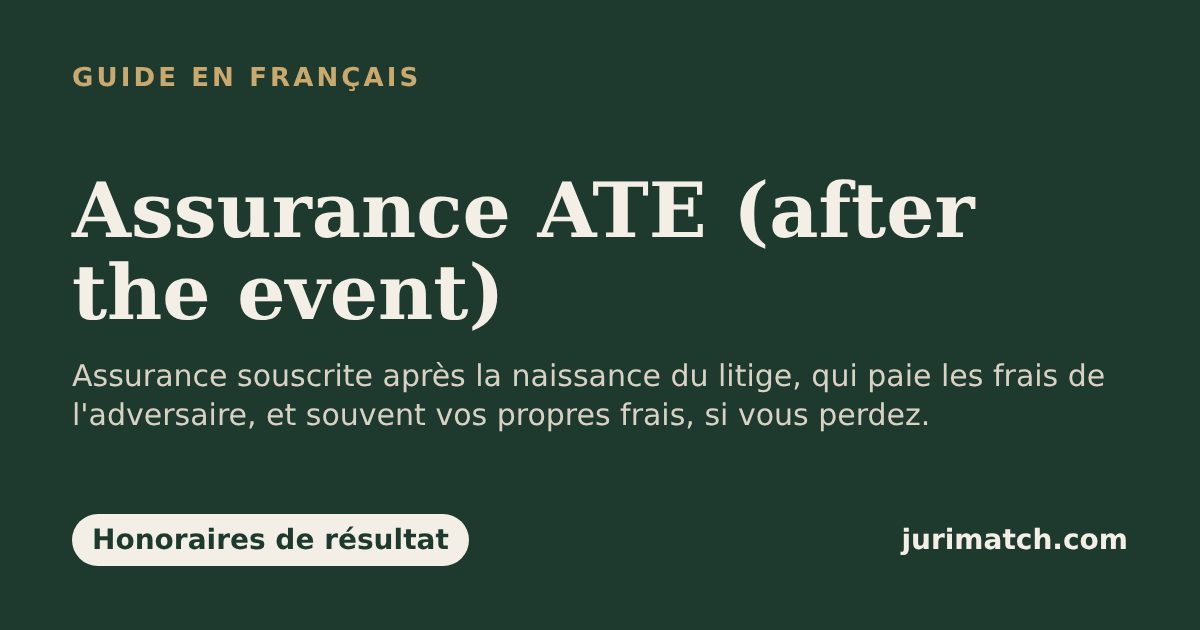 GUIDE EN FRANÇAIS
Assurance ATE (after
the event)
Assurance souscrite après la naissance du litige, qui paie les frais de
l'adversaire, et souvent vos propres frais, si vous perdez.
Honoraires de résultat
jurimatch.com